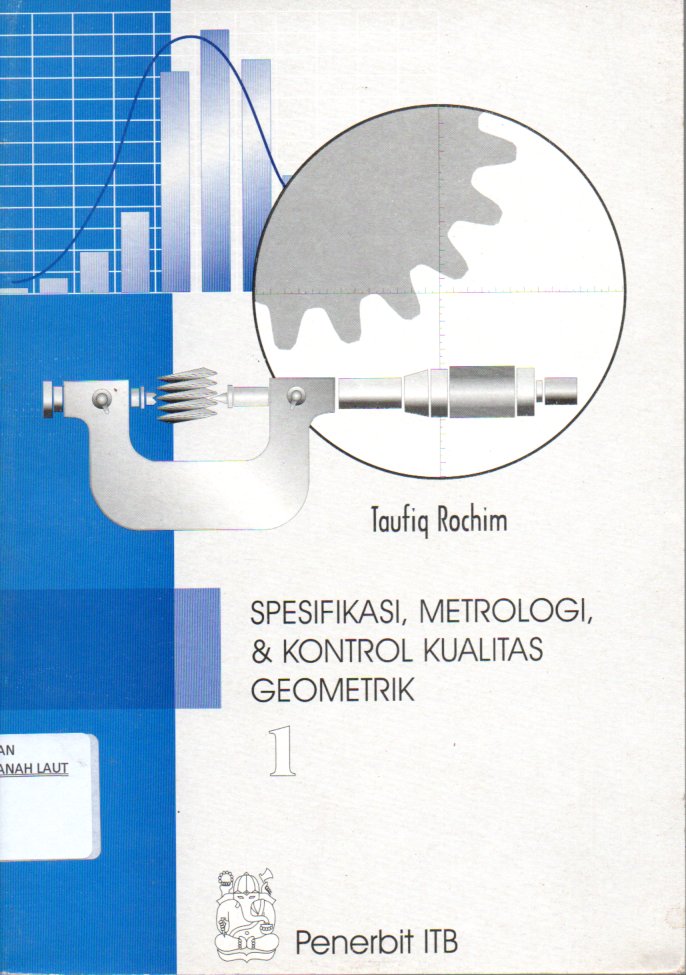 Taufiq Rochim
SPESIFIKASI, METROLOGI,
& KONTROL KUALITAS
GEOMETRIK
1
AN
ANAH LAUT
Penerbit ITB